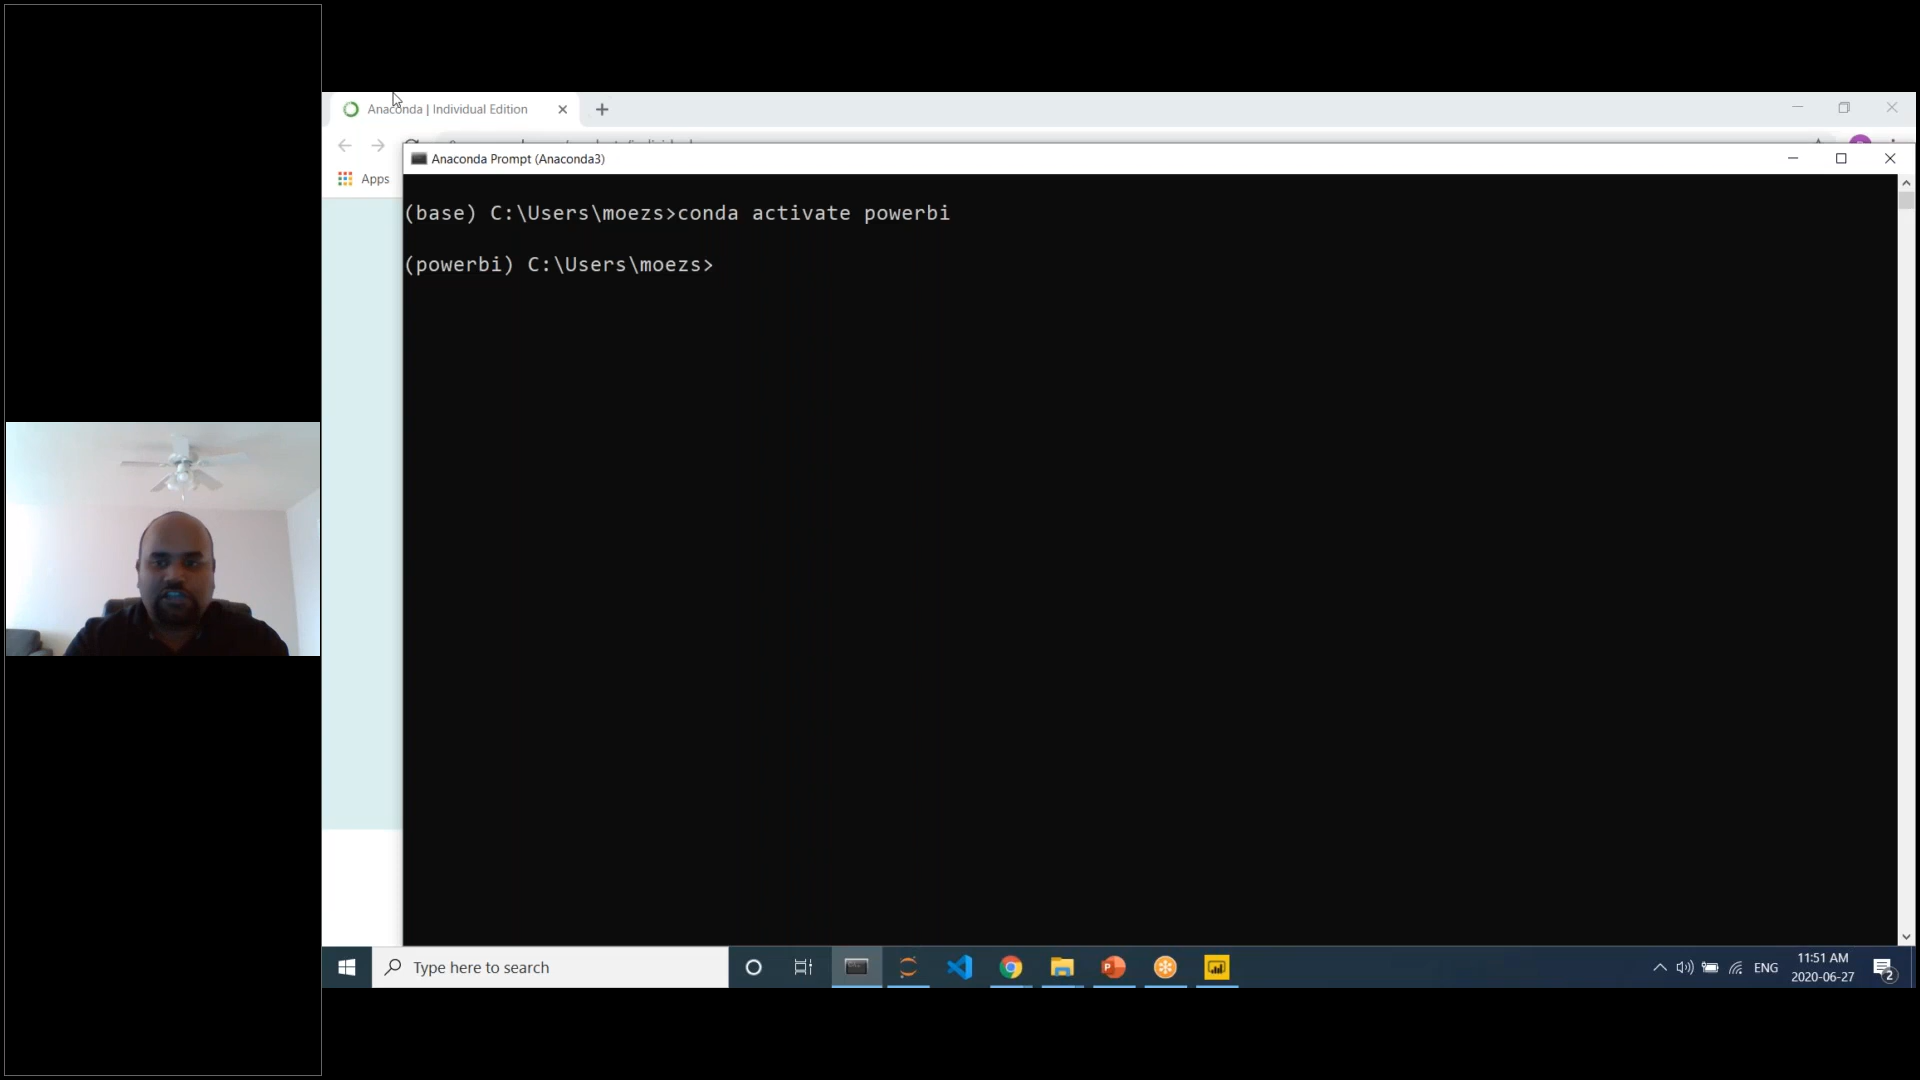 Anaconda | Individual Edition
Apps
Anaconda Prompt (Anaconda3)
(base) C:\Users\moezs>conda activate powerbi
(powerbi) C:\Users\moezs>
Type here to search
ENG
11:51 AM
2020-06-27
2